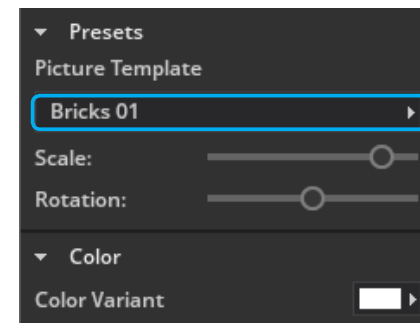 Presets
Picture Template
Bricks 01
Scale:
Rotation:
Color
Color Variant